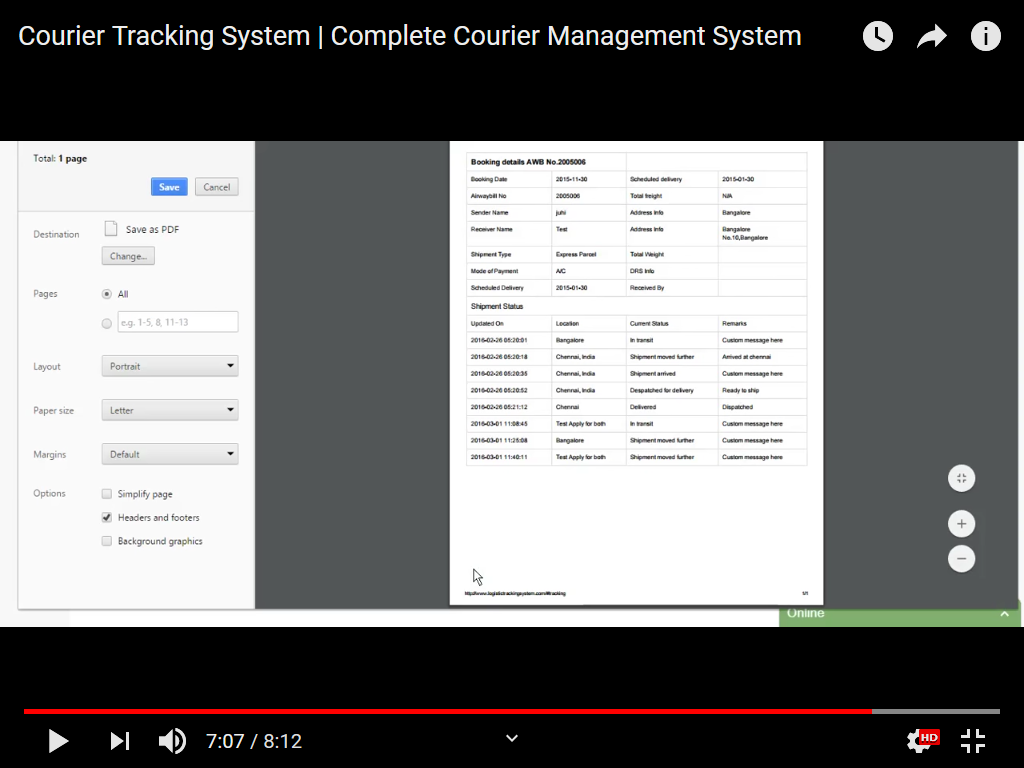 Courier Tracking System | Complete Courier Management System
Total: 1 page
Save Cancel
Destination Save as PDF
Change...
Pages All
e.g. 1-5, 8, 11-13
Layout Portrait
Paper size Letter
Margins Default
Options Simplify page
Headers and footers
Background graphics
Booking details AWB No.2005006
Booking Date 2015-11-30 Scheduled delivery 2015-01-30
Airwaybill No 2005006 Total freight N/A
Sender Name juhi Address Info Bangalore
Receiver Name Test Address Info Bangalore
No.10,Bangalore
Shipment Type Express Parcel Total Weight
Mode of Payment A/C DRS Info
Scheduled Delivery 2015-01-30 Received By
Shipment Status
Updated On Location Current Status Remarks
2016-02-26 05:20:01 Bangalore In transit Custom message here
2016-02-26 05:20:18 Chennai, India Shipment moved further Arrived at chennai
2016-02-26 05:20:35 Chennai, India Shipment arrived Custom message here
2016-02-26 05:20:52 Chennai, India Despatched for delivery Ready to ship
2016-02-26 05:21:12 Chennai Delivered Dispatched
2016-03-01 11:08:45 Test Apply for both In transit Custom message here
2016-03-01 11:25:08 Bangalore Shipment moved further Custom message here
2016-03-01 11:40:11 Test Apply for both Shipment moved further Custom message here
http://www.logistictrackingsystem.com/#tracking 1/1
Online
7:07 / 8:12 HD